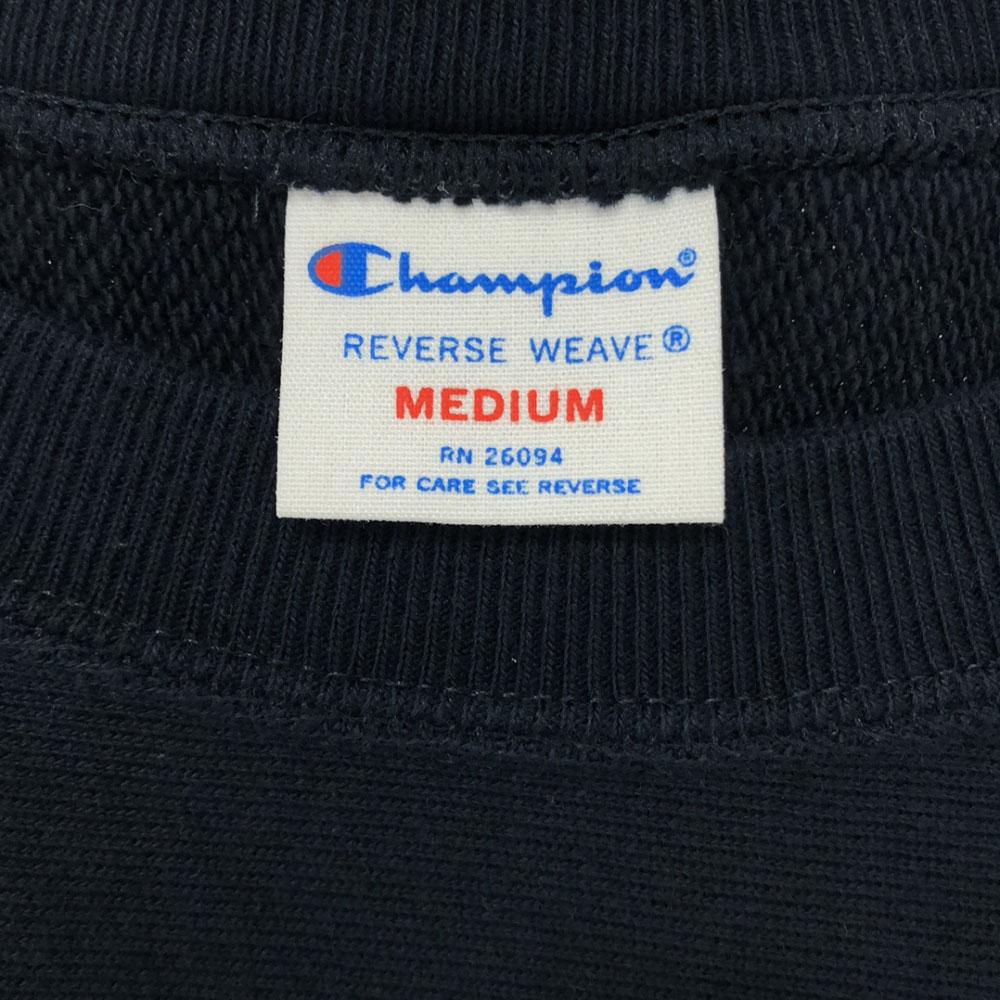 Champion®
REVERSE WEAVE®
MEDIUM
RN 26094
FOR CARE SEE REVERSE